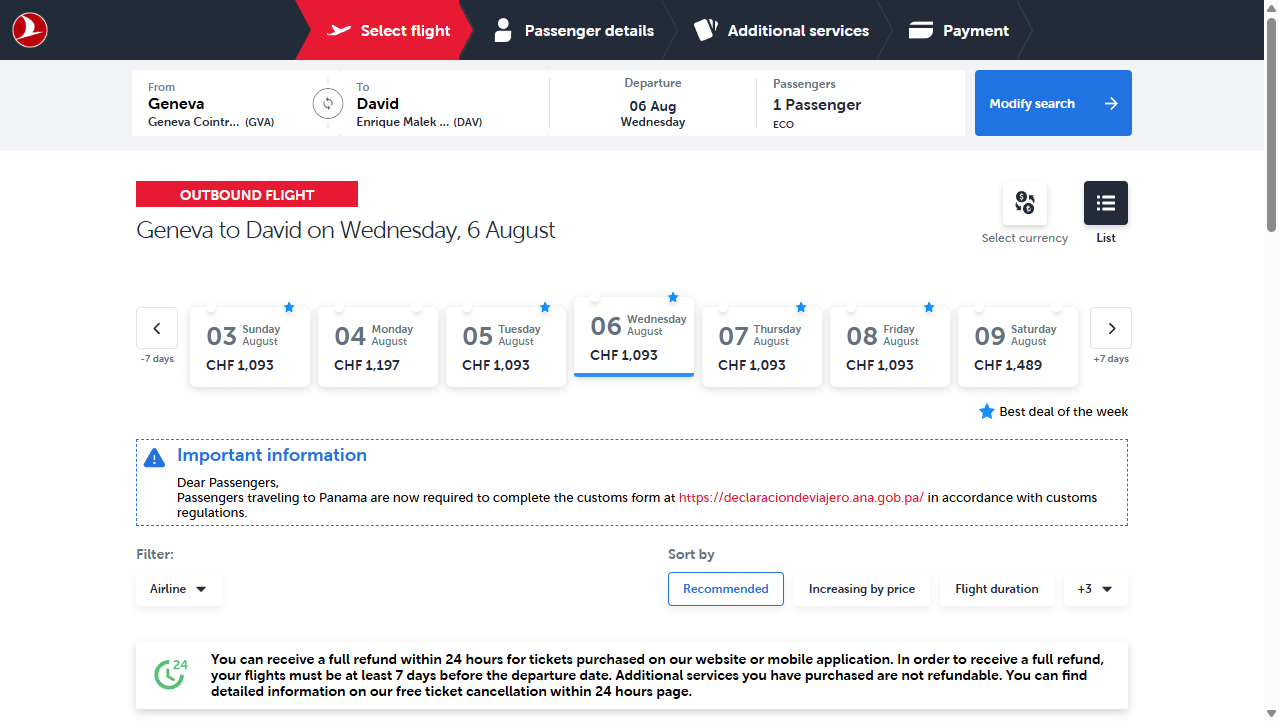 Select flight
Passenger details
Additional services
Payment
From
Geneva
Geneva Cointr... (GVA)
To
David
Enrique Malek ... (DAV)
Departure
06 Aug
Wednesday
Passengers
1 Passenger
ECO
Modify search
OUTBOUND FLIGHT
Geneva to David on Wednesday, 6 August
Select currency
List
-7 days
03 Sunday August
CHF 1,093
04 Monday August
CHF 1,197
05 Tuesday August
CHF 1,093
06 Wednesday August
CHF 1,093
07 Thursday August
CHF 1,093
08 Friday August
CHF 1,093
09 Saturday August
CHF 1,489
+7 days
Best deal of the week
Important information
Dear Passengers,
Passengers traveling to Panama are now required to complete the customs form at https://declaraciondeviajero.ana.gob.pa/ in accordance with customs
regulations.
Filter:
Airline
Sort by
Recommended
Increasing by price
Flight duration
+3
24
You can receive a full refund within 24 hours for tickets purchased on our website or mobile application. In order to receive a full refund,
your flights must be at least 7 days before the departure date. Additional services you have purchased are not refundable. You can find
detailed information on our free ticket cancellation within 24 hours page.